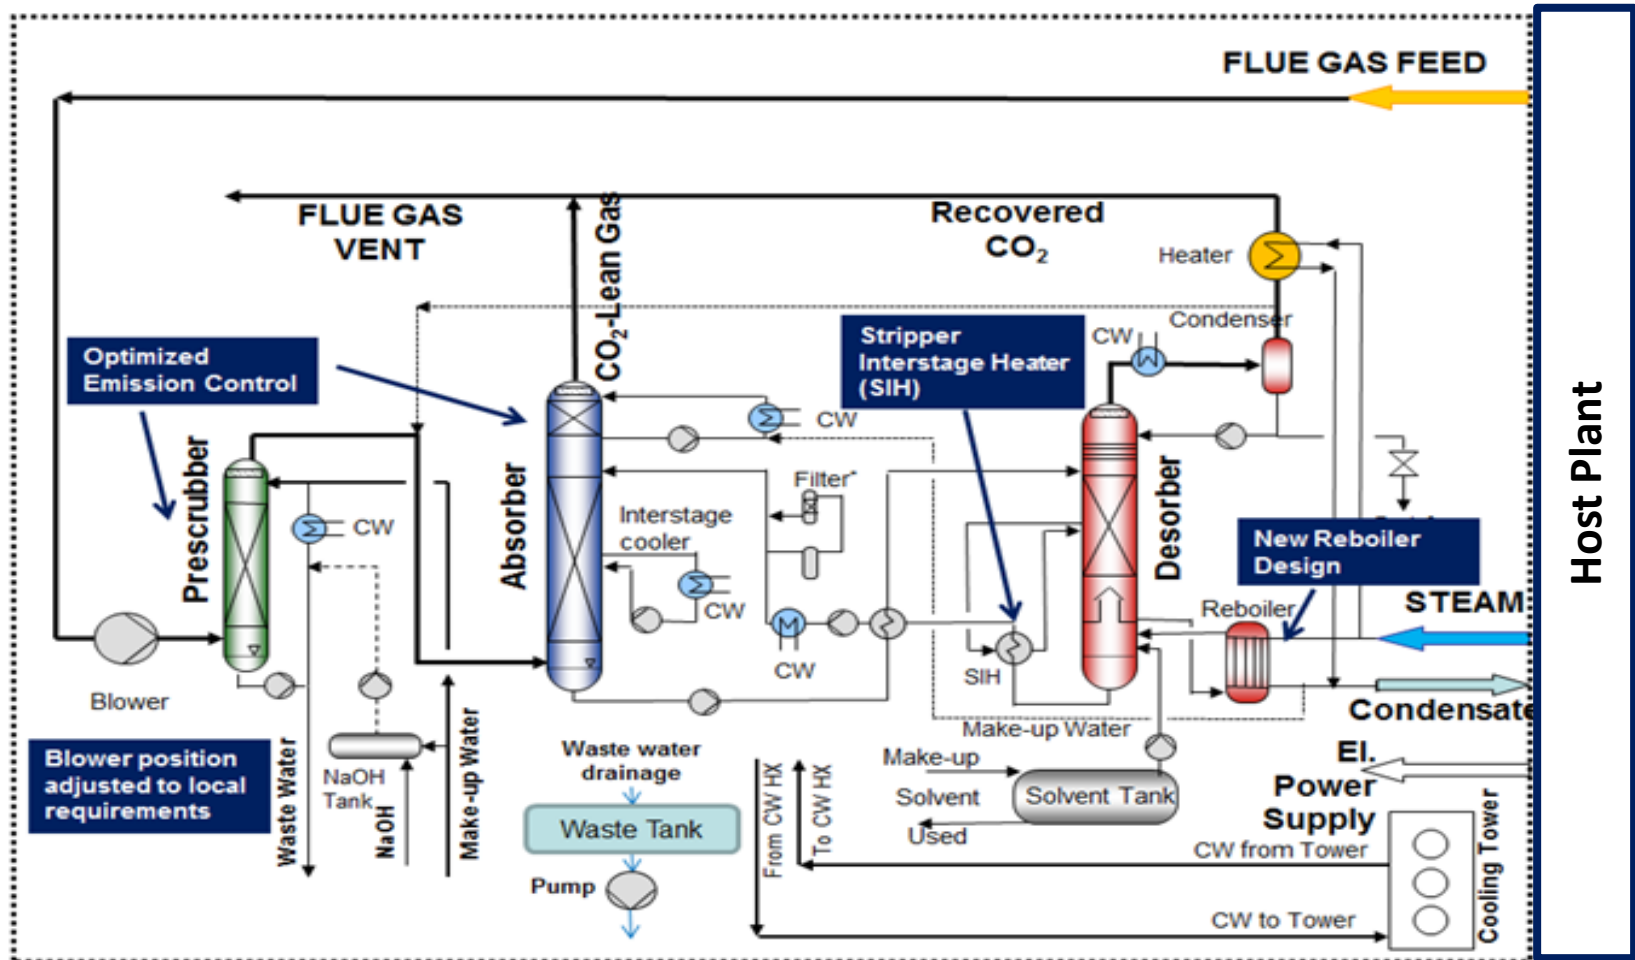 FLUE GAS FEED
FLUE GAS
VENT
CO₂-Lean Gas
Recovered
CO₂
Heater
Condenser
CW
Optimized
Emission Control
Stripper
Interstage Heater
(SIH)
Prescrubber
CW
Absorber
CW
Filter
Interstage
cooler
CW
CW
Desorber
New Reboiler
Design
Reboiler
STEAM
Host Plant
SIH
Condensate
Blower
Blower position
adjusted to local
requirements
Waste Water
NaOH
Tank
NaOH
Make-up Water
Waste water
drainage
Waste Tank
Pump
Make-up Water
Make-up
Solvent
Used
Solvent Tank
From CW HX
To CW HX
El.
Power
Supply
CW from Tower
CW to Tower
Cooling Tower